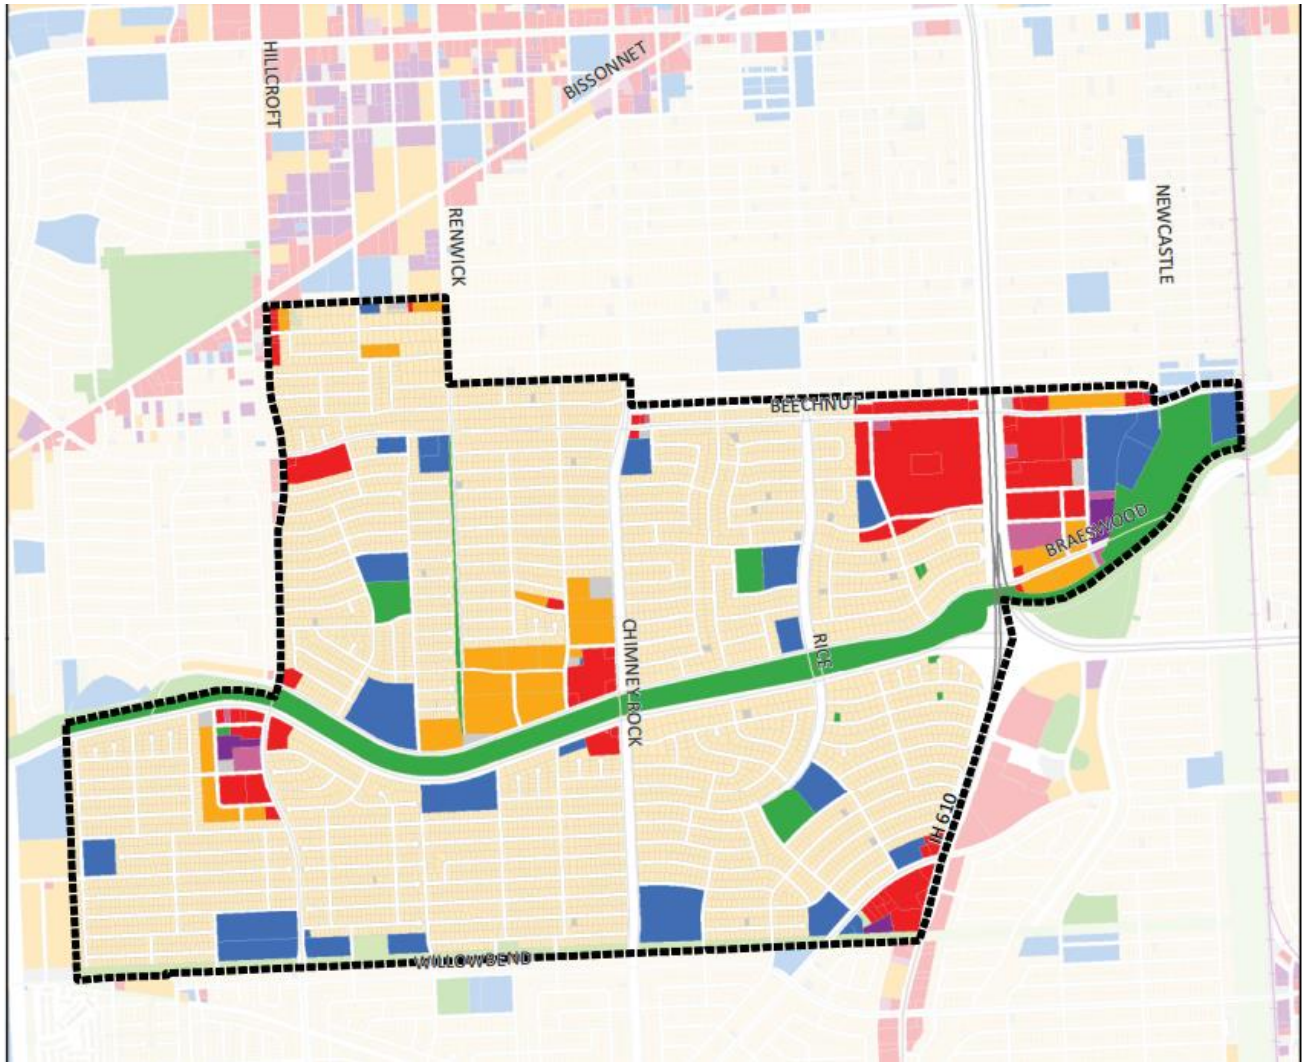 HILLCROFT
BISSONNET
RENWICK
NEWCASTLE
BEECHNUT
BRAESWOOD
CHIMNEY ROCK
RICE
IH 610
WILLOWBEND